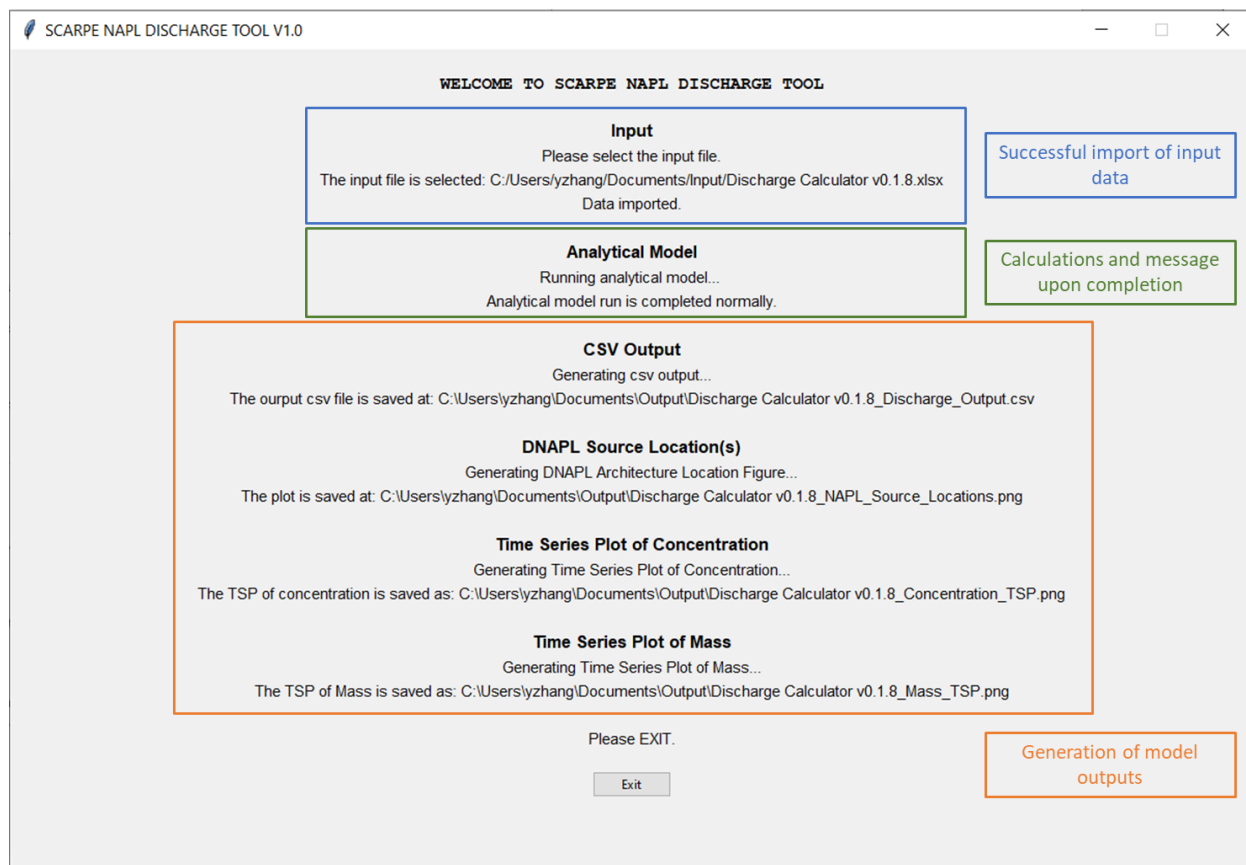 SCARPE NAPL DISCHARGE TOOL V1.0
WELCOME TO SCARPE NAPL DISCHARGE TOOL
Input
Please select the input file.
The input file is selected: C:/Users/yzhang/Documents/Input/Discharge Calculator v0.1.8.xlsx
Data imported.
Successful import of input
data
Analytical Model
Running analytical model...
Analytical model run is completed normally.
Calculations and message
upon completion
CSV Output
Generating csv output...
The ourput csv file is saved at: C:\Users\yzhang\Documents\Output\Discharge Calculator v0.1.8_Discharge_Output.csv
DNAPL Source Location(s)
Generating DNAPL Architecture Location Figure...
The plot is saved at: C:\Users\yzhang\Documents\Output\Discharge Calculator v0.1.8_NAPL_Source_Locations.png
Time Series Plot of Concentration
Generating Time Series Plot of Concentration...
The TSP of concentration is saved as: C:\Users\yzhang\Documents\Output\Discharge Calculator v0.1.8_Concentration_TSP.png
Time Series Plot of Mass
Generating Time Series Plot of Mass...
The TSP of Mass is saved as: C:\Users\yzhang\Documents\Output\Discharge Calculator v0.1.8_Mass_TSP.png
Please EXIT.
Exit
Generation of model
outputs